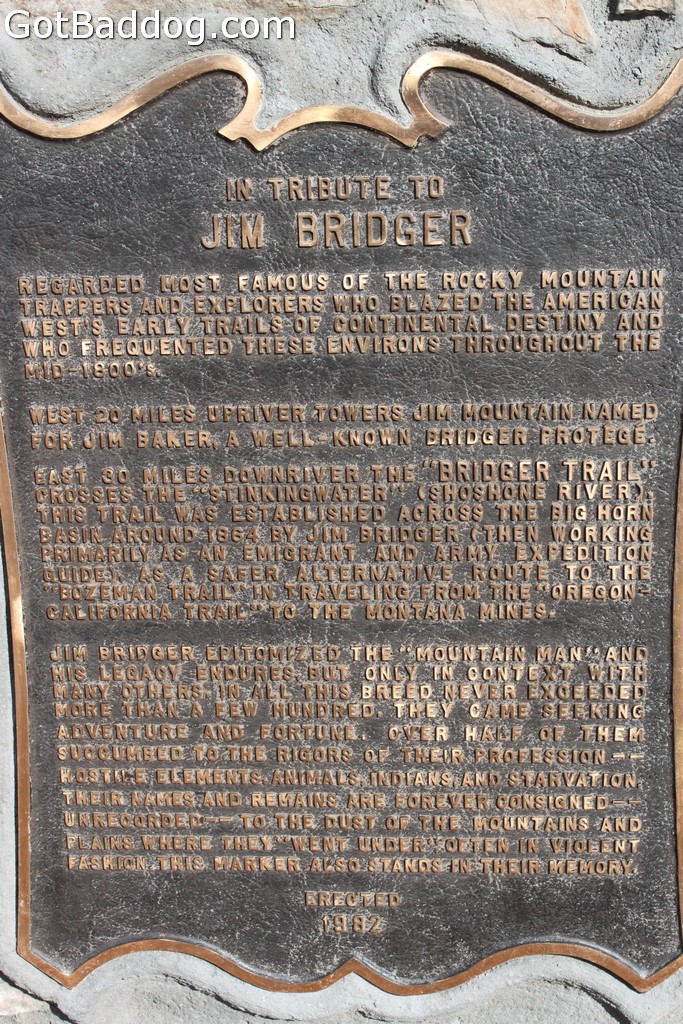 GotBaddog.com
IN TRIBUTE TO
JIM BRIDGER
REGARDED MOST FAMOUS OF THE ROCKY MOUNTAIN
TRAPPERS AND EXPLORERS WHO BLAZED THE AMERICAN
WEST'S EARLY TRAILS OF CONTINENTAL DESTINY AND
WHO FREQUENTED THESE ENVIRONS THROUGHOUT THE
MID-1800's.
WEST 20 MILES UPRIVER TOWERS JIM MOUNTAIN NAMED
FOR JIM BAKER, A WELL-KNOWN BRIDGER PROTÉGÉ.
EAST 30 MILES DOWNRIVER THE "BRIDGER TRAIL"
CROSSES THE "STINKINGWATER" (SHOSHONE RIVER).
THIS TRAIL WAS ESTABLISHED ACROSS THE BIG HORN
BASIN AROUND 1864 BY JIM BRIDGER (THEN WORKING
PRIMARILY AS AN EMIGRANT AND ARMY EXPEDITION
GUIDE), AS A SAFER ALTERNATIVE ROUTE TO THE
"BOZEMAN TRAIL" IN TRAVELING FROM THE "OREGON-
CALIFORNIA TRAIL" TO THE MONTANA MINES.
JIM BRIDGER EPITOMIZED THE "MOUNTAIN MAN" AND
HIS LEGACY ENDURES, BUT ONLY IN CONTEXT WITH
MANY OTHERS. IN ALL THIS BREED NEVER EXCEEDED
MORE THAN A FEW HUNDRED. THEY CAME SEEKING
ADVENTURE AND FORTUNE. OVER HALF OF THEM
SUCCUMBED TO THE RIGORS OF THEIR PROFESSION--
HOSTILE ELEMENTS, ANIMALS, INDIANS, AND STARVATION.
THEIR NAMES AND REMAINS ARE FOREVER CONSIGNED--
UNRECORDED--TO THE DUST OF THE MOUNTAINS AND
PLAINS WHERE THEY "WENT UNDER", OFTEN IN VIOLENT
FASHION. THIS MARKER ALSO STANDS IN THEIR MEMORY.
ERECTED
1982